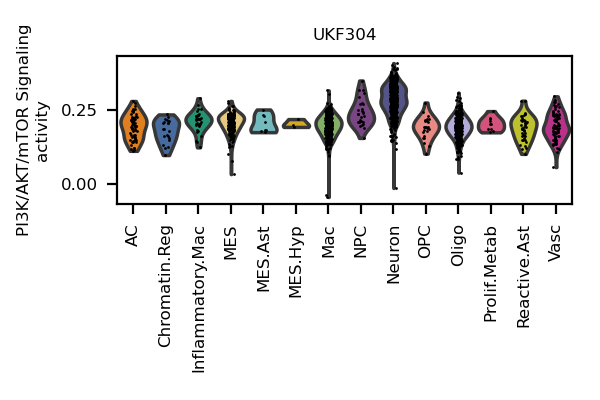 UKF304
PI3K/AKT/mTOR Signaling
activity
0.25
0.00
AC
Chromatin.Reg
Inflammatory.Mac
MES
MES.Ast
MES.Hyp
Mac
NPC
Neuron
OPC
Oligo
Prolif.Metab
Reactive.Ast
Vasc